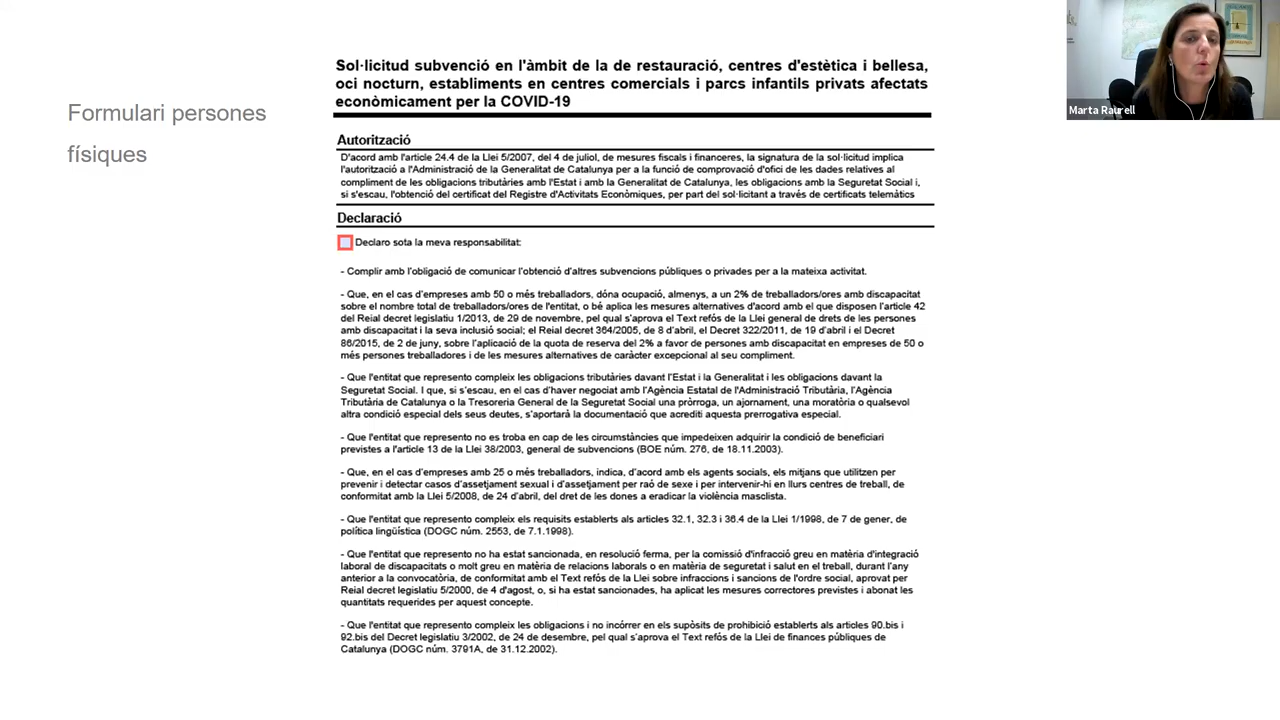 Formulari persones
físiques
Sol·licitud subvenció en l'àmbit de la de restauració, centres d'estètica i bellesa,
oci nocturn, establiments en centres comercials i parcs infantils privats afectats
econòmicament per la COVID-19
Autorització
D'acord amb l'article 24.4 de la Llei 5/2007, del 4 de juliol, de mesures fiscals i financeres, la signatura de la sol·licitud implica
l'autorització a l'Administració de la Generalitat de Catalunya per a la funció de comprovació d'ofici de les dades relatives al
compliment de les obligacions tributàries amb l'Estat i amb la Generalitat de Catalunya, les obligacions amb la Seguretat Social i,
si s'escau, l'obtenció del certificat del Registre d'Activitats Econòmiques, per part del sol·licitant a través de certificats telemàtics
Declaració
Declaro sota la meva responsabilitat:
- Complir amb l'obligació de comunicar l'obtenció d'altres subvencions públiques o privades per a la mateixa activitat.
- Que, en el cas d'empreses amb 50 o més treballadors, dóna ocupació, almenys, a un 2% de treballadors/ores amb discapacitat
sobre el nombre total de treballadors/ores de l'entitat, o bé aplica les mesures alternatives d'acord amb el que disposen l'article 42
del Reial decret legislatiu 1/2013, de 29 de novembre, pel qual s'aprova el Text refós de la Llei general de drets de les persones
amb discapacitat i la seva inclusió social; el Reial decret 364/2005, de 8 d'abril, el Decret 322/2011, de 19 d'abril i el Decret
86/2015, de 2 de juny, sobre l'aplicació de la quota de reserva del 2% a favor de persones amb discapacitat en empreses de 50 o
més persones treballadores i de les mesures alternatives de caràcter excepcional al seu compliment.
- Que l'entitat que represento compleix les obligacions tributàries davant l'Estat i la Generalitat i les obligacions davant la
Seguretat Social. I que, si s'escau, en el cas d'haver negociat amb l'Agència Estatal de l'Administració Tributària, l'Agència
Tributària de Catalunya o la Tresoreria General de la Seguretat Social una pròrroga, un ajornament, una moratòria o qualsevol
altra condició especial dels seus deutes, s'aportarà la documentació que acrediti aquesta prerrogativa especial.
- Que l'entitat que represento no es troba en cap de les circumstàncies que impedeixen adquirir la condició de beneficiari
previstes a l'article 13 de la Llei 38/2003, general de subvencions (BOE núm. 276, de 18.11.2003).
- Que, en el cas d'empreses amb 25 o més treballadors, indica, d'acord amb els agents socials, els mitjans que utilitzen per
prevenir i detectar casos d'assetjament sexual i d'assetjament per raó de sexe i per intervenir-hi en llurs centres de treball, de
conformitat amb la Llei 5/2008, de 24 d'abril, del dret de les dones a eradicar la violència masclista.
- Que l'entitat que represento compleix els requisits establerts als articles 32.1, 32.3 i 36.4 de la Llei 1/1998, de 7 de gener, de
política lingüística (DOGC núm. 2553, de 7.1.1998).
- Que l'entitat que represento no ha estat sancionada, en resolució ferma, per la comissió d'infracció greu en matèria d'integració
laboral de discapacitats o molt greu en matèria de relacions laborals o en matèria de seguretat i salut en el treball, durant l'any
anterior a la convocatòria, de conformitat amb el Text refós de la Llei sobre infraccions i sancions de l'ordre social, aprovat per
Reial decret legislatiu 5/2000, de 4 d'agost, o, si ha estat sancionades, ha aplicat les mesures correctores previstes i abonat les
quantitats requerides per aquest concepte.
- Que l'entitat que represento compleix les obligacions i no incórrer en els supòsits de prohibició establerts als articles 90.bis i
92.bis del Decret legislatiu 3/2002, de 24 de desembre, pel qual s'aprova el Text refós de la Llei de finances públiques de
Catalunya (DOGC núm. 3791A, de 31.12.2002).
Marta Raurell